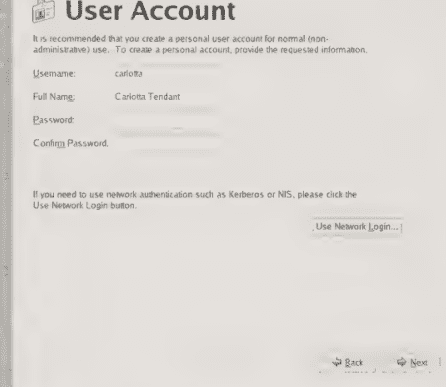 User Account
It is recommended that you create a personal user account for normal (non-
administrative) use. To create a personal account, provide the requested information.
Username: carlotta
Full Name: Carlotta Tendant
Password:
Confirm Password:
If you need to use network authentication such as Kerberos or NIS, please click the
Use Network Login button.
Use Network Login...
Back Next